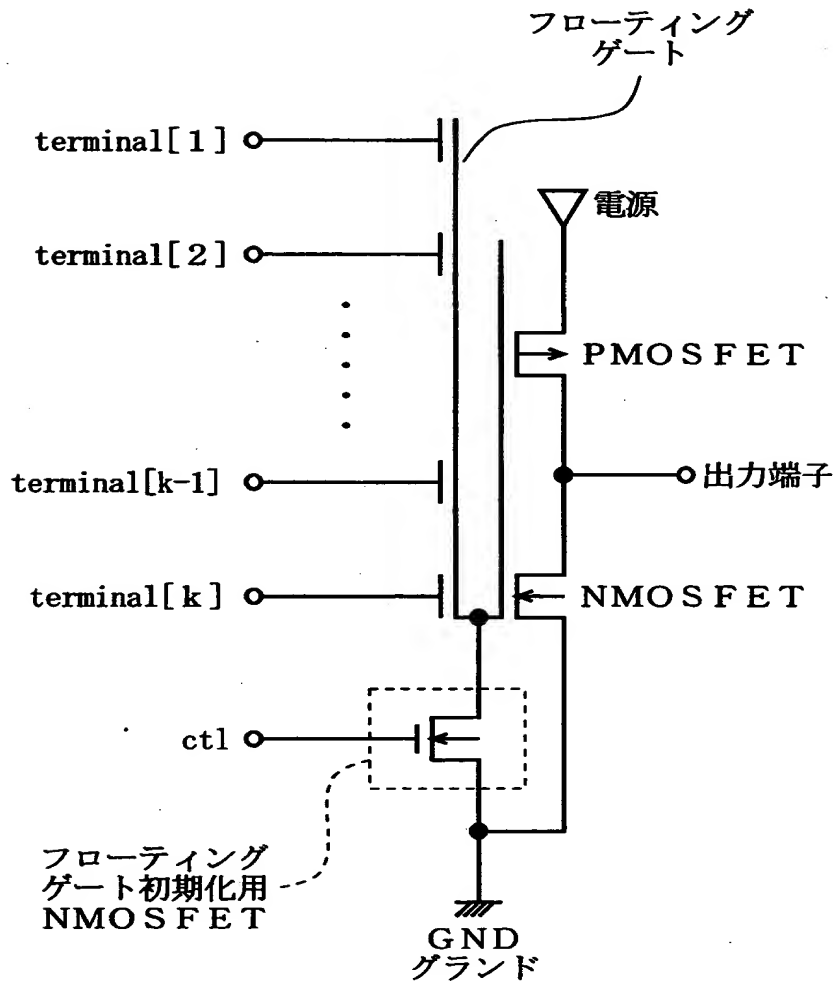 フローティング
ゲート
terminal[1]
電源
terminal[2]
PMOSFET
terminal[k-1]
出力端子
terminal[k]
NMOSFET
ctl
フローティング
ゲート初期化用
NMOSFET
GND
グランド